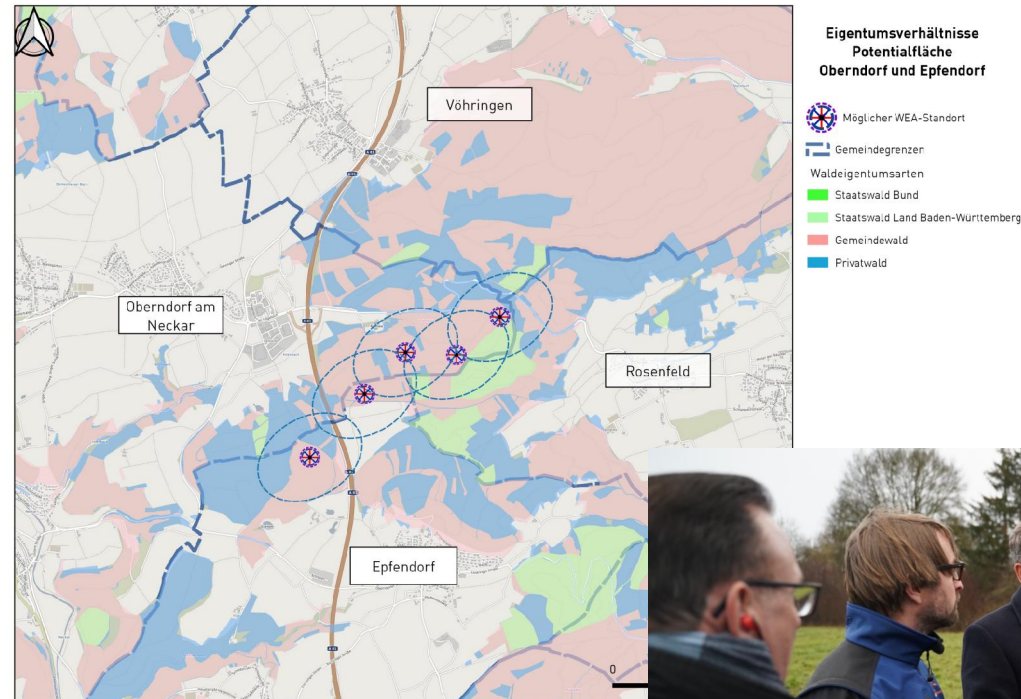 Eigentumsverhältnisse
Potentialfläche
Oberndorf und Epfendorf
Möglicher WEA-Standort
Gemeindegrenzen
Waldeigentumsarten
Staatswald Bund
Staatswald Land Baden-Württemberg
Gemeindewald
Privatwald
Vöhringen
Oberndorf am
Neckar
Rosenfeld
Epfendorf
0